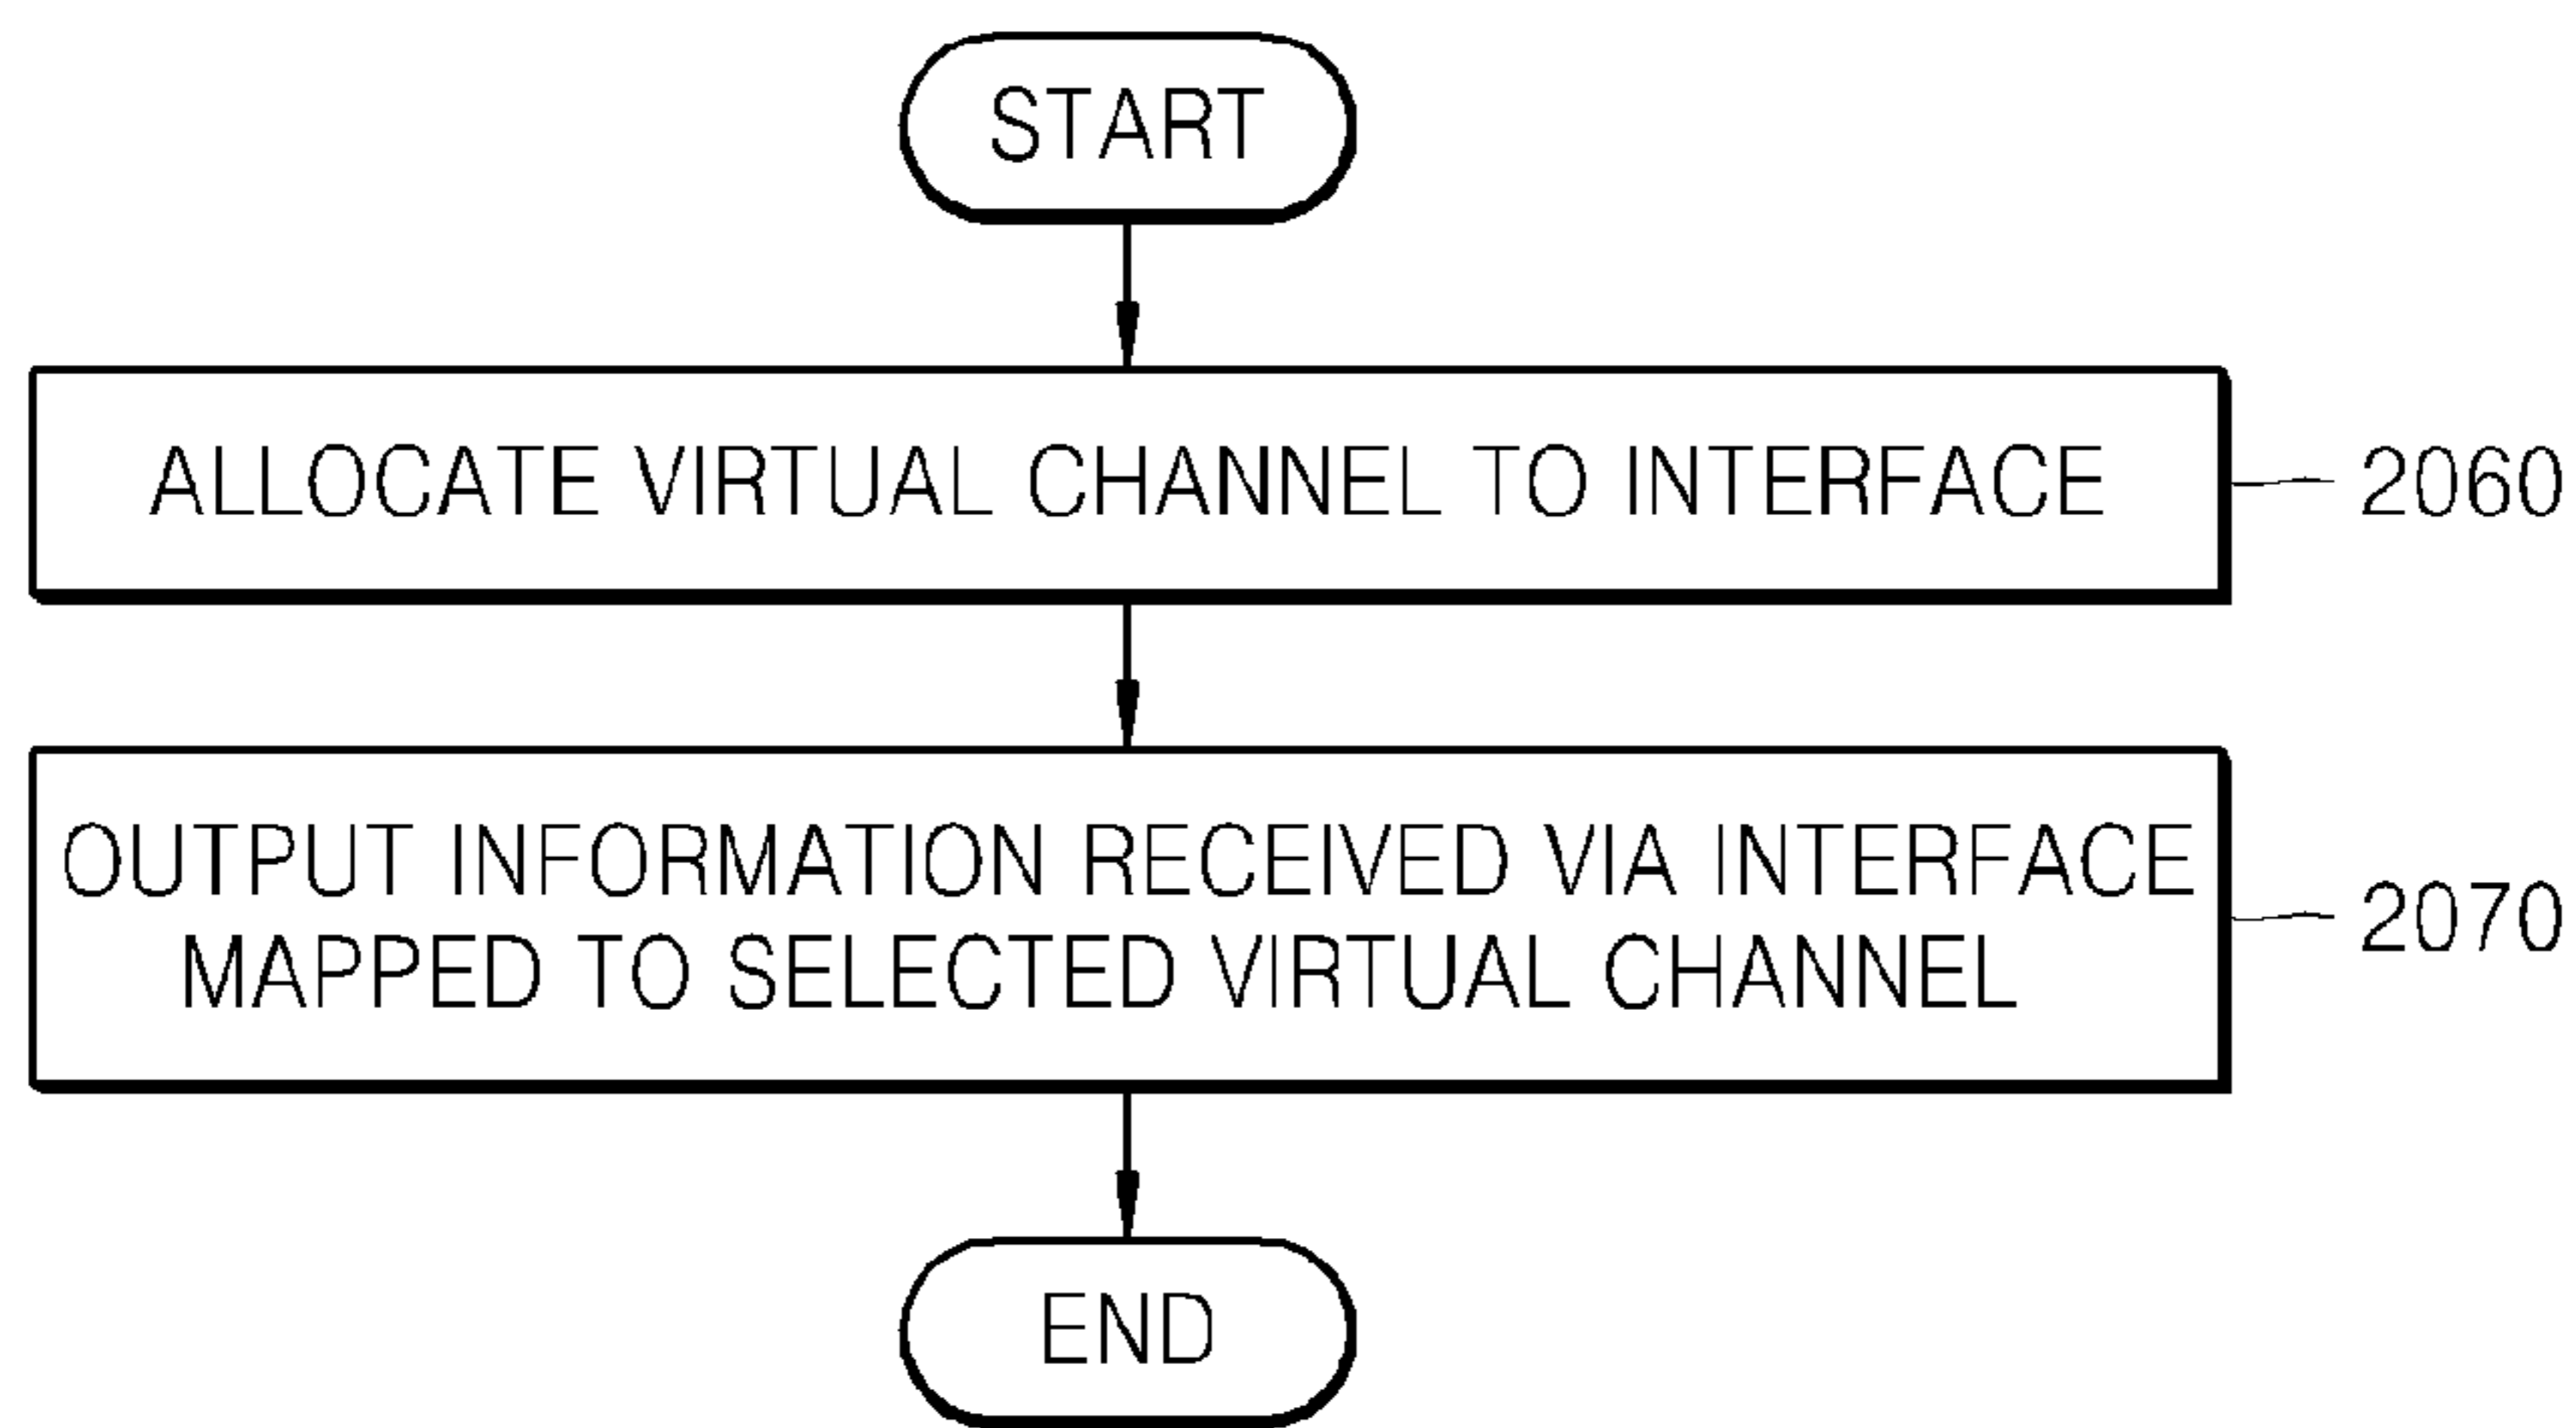 START
ALLOCATE VIRTUAL CHANNEL TO INTERFACE
2060
OUTPUT INFORMATION RECEIVED VIA INTERFACE
MAPPED TO SELECTED VIRTUAL CHANNEL
2070
END